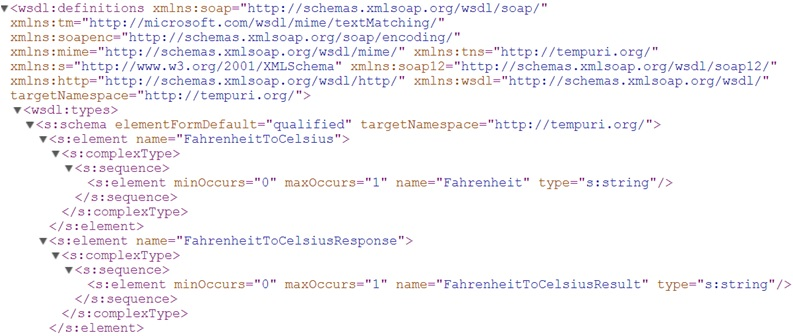 ▼<wsdl:definitions xmlns:soap="http://schemas.xmlsoap.org/wsdl/soap/"
xmlns:tm="http://microsoft.com/wsdl/mime/textMatching/"
xmlns:soapenc="http://schemas.xmlsoap.org/soap/encoding/"
xmlns:mime="http://schemas.xmlsoap.org/wsdl/mime/" xmlns:tns="http://tempuri.org/"
xmlns:s="http://www.w3.org/2001/XMLSchema" xmlns:soap12="http://schemas.xmlsoap.org/wsdl/soap12/"
xmlns:http="http://schemas.xmlsoap.org/wsdl/http/" xmlns:wsdl="http://schemas.xmlsoap.org/wsdl/"
targetNamespace="http://tempuri.org/">
▼<wsdl:types>
▼<s:schema elementFormDefault="qualified" targetNamespace="http://tempuri.org/">
▼<s:element name="FahrenheitToCelsius">
▼<s:complexType>
▼<s:sequence>
<s:element minOccurs="0" maxOccurs="1" name="Fahrenheit" type="s:string"/>
</s:sequence>
</s:complexType>
</s:element>
▼<s:element name="FahrenheitToCelsiusResponse">
▼<s:complexType>
▼<s:sequence>
<s:element minOccurs="0" maxOccurs="1" name="FahrenheitToCelsiusResult" type="s:string"/>
</s:sequence>
</s:complexType>
</s:element>